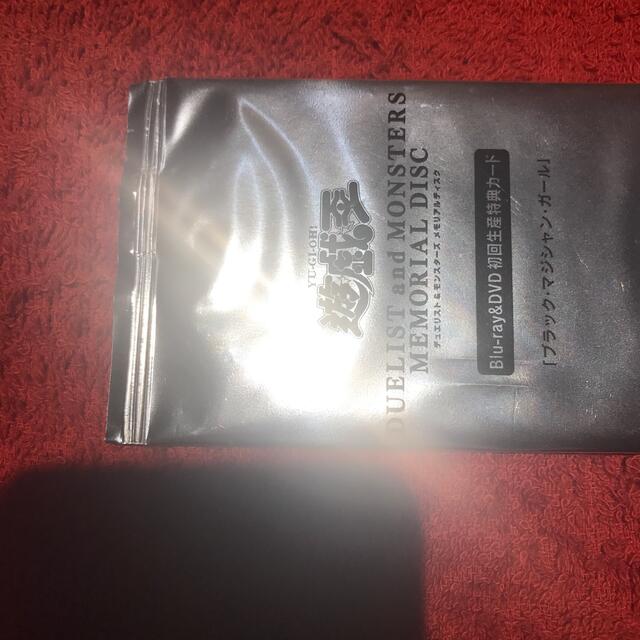 YU-GI-OH!
遊戯王
DUELIST and MONSTERS
MEMORIAL DISC
デュエリスト & モンスターズ メモリアルディスク
Blu-ray&DVD 初回生産特典カード
「ブラック・マジシャン・ガール」